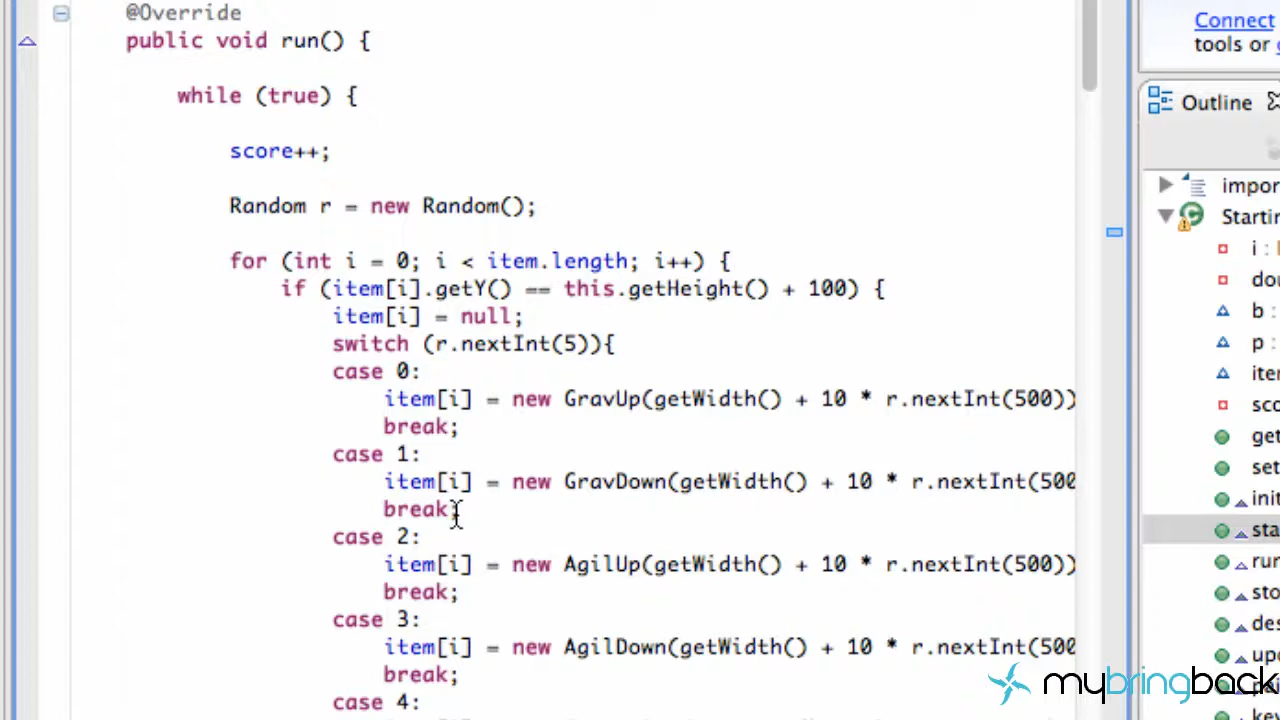 @Override
public void run() {
while (true) {
score++;
Random r = new Random();
for (int i = 0; i < item.length; i++) {
if (item[i].getY() == this.getHeight() + 100) {
item[i] = null;
switch (r.nextInt(5)){
case 0:
item[i] = new GravUp(getWidth() + 10 * r.nextInt(500))
break;
case 1:
item[i] = new GravDown(getWidth() + 10 * r.nextInt(500
break;
case 2:
item[i] = new AgilUp(getWidth() + 10 * r.nextInt(500))
break;
case 3:
item[i] = new AgilDown(getWidth() + 10 * r.nextInt(500
break;
case 4:
Connect
tools or
Outline
impor
Startin
i :
dou
b :
p :
iter
sco
get
set
init
sta
run
sto
des
upd
mybringback